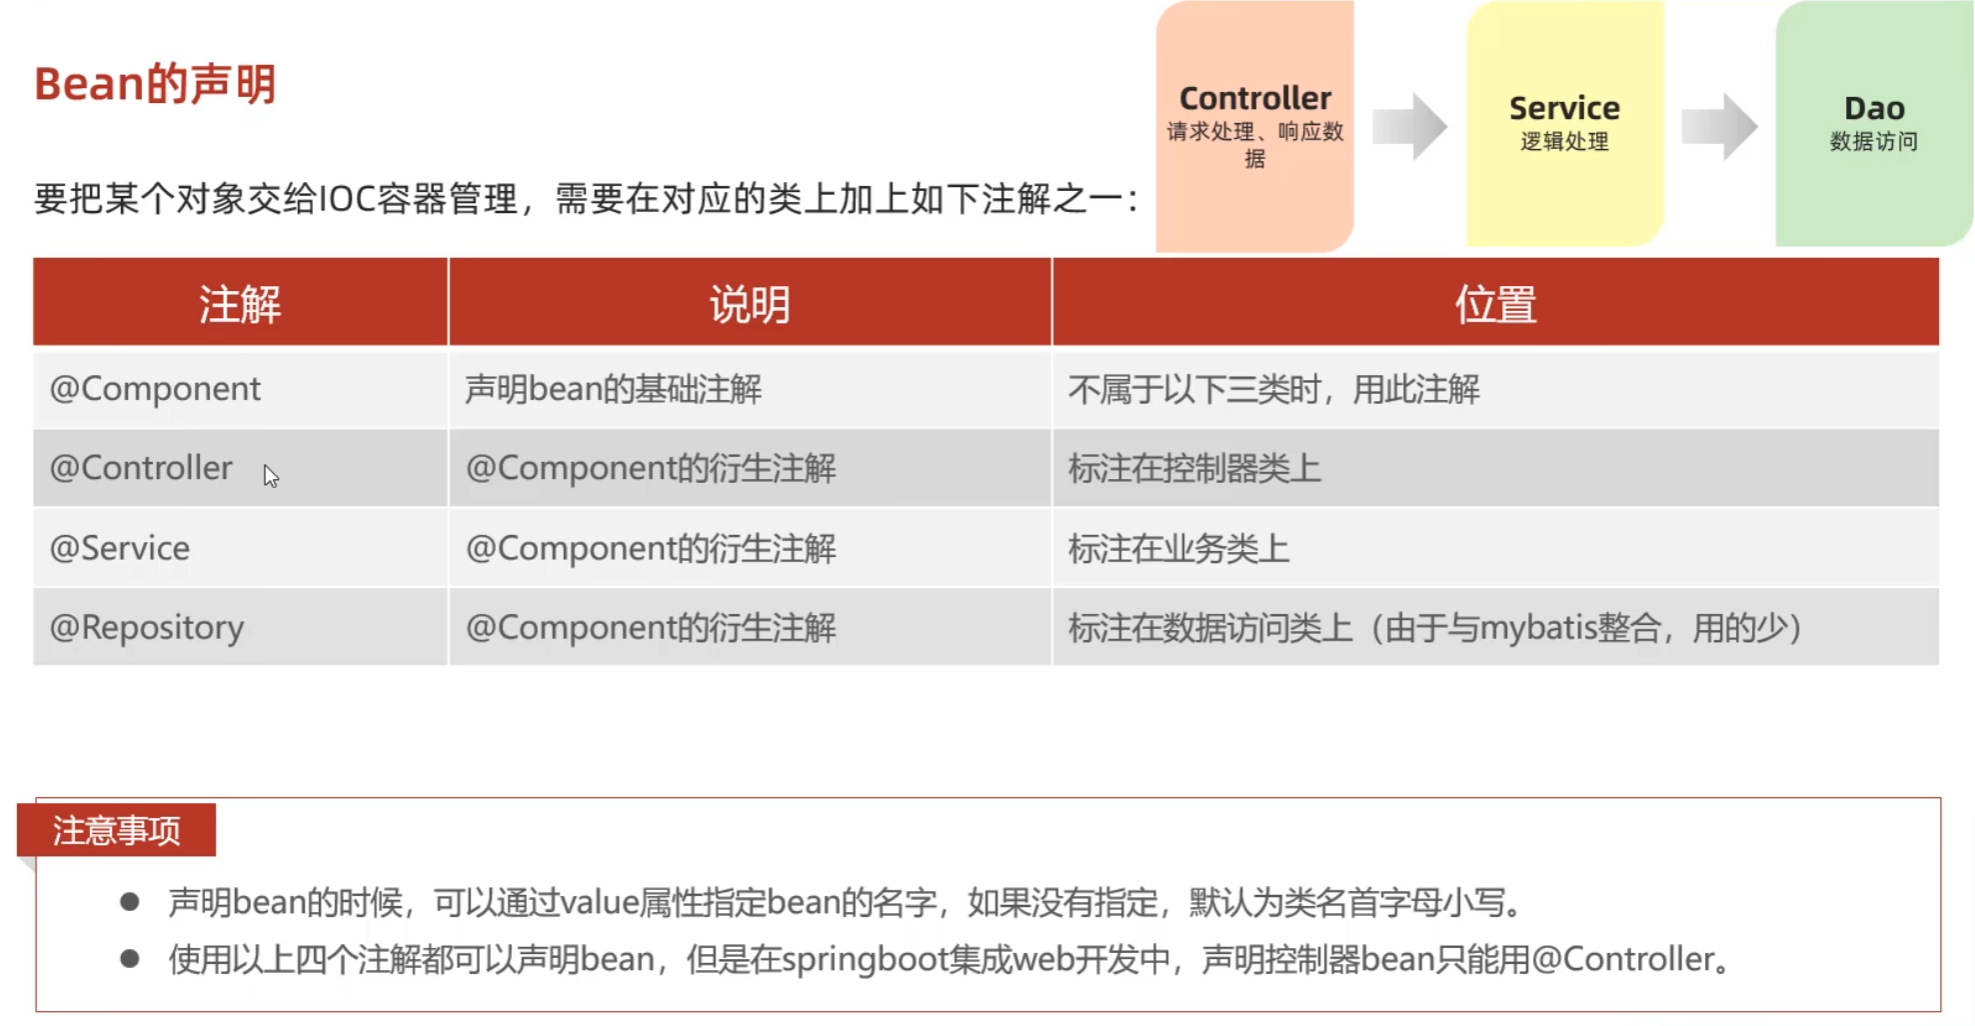 Bean的声明
Controller
请求处理、响应数
据
Service
逻辑处理
Dao
数据访问
要把某个对象交给IOC容器管理，需要在对应的类上加上如下注解之一：
注解 说明 位置
@Component 声明bean的基础注解 不属于以下三类时，用此注解
@Controller @Component的衍生注解 标注在控制器类上
@Service @Component的衍生注解 标注在业务类上
@Repository @Component的衍生注解 标注在数据访问类上（由于与mybatis整合，用的少）
注意事项
● 声明bean的时候，可以通过value属性指定bean的名字，如果没有指定，默认为类名首字母小写。
● 使用以上四个注解都可以声明bean，但是在springboot集成web开发中，声明控制器bean只能用@Controller。